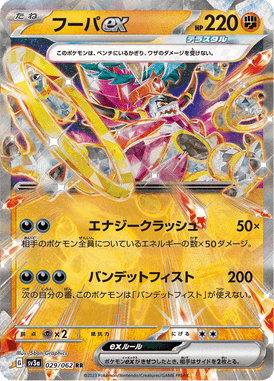 たね
フーパex
HP 220
テラスタル
このポケモンは、ベンチにいるかぎり、ワザのダメージを受けない。
エナジークラッシュ 50×
相手のポケモン全員についているエネルギーの数×50ダメージ。
バンデットフィスト 200
次の自分の番、このポケモンは「バンデットフィスト」が使えない。
弱点 ×2 抵抗力 にげる
Illus. 5ban Graphics
exルール
ポケモンexがきぜつしたとき、相手はサイドを2枚とる。
G sv3a 029/062 RR
©2023 Pokémon/Nintendo/Creatures/GAME FREAK.